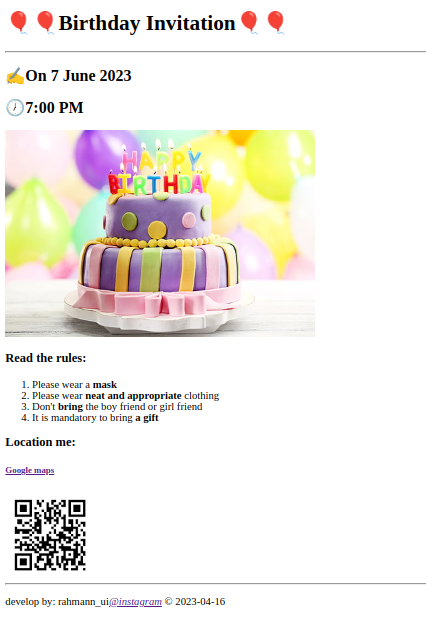 🎈🎈Birthday Invitation🎈🎈
✍️On 7 June 2023
🕖7:00 PM
HAPPY
BIRTHDAY
Read the rules:
1. Please wear a mask
2. Please wear neat and appropriate clothing
3. Don't bring the boy friend or girl friend
4. It is mandatory to bring a gift
Location me:
Google maps
develop by: rahmann_ui@instagram © 2023-04-16